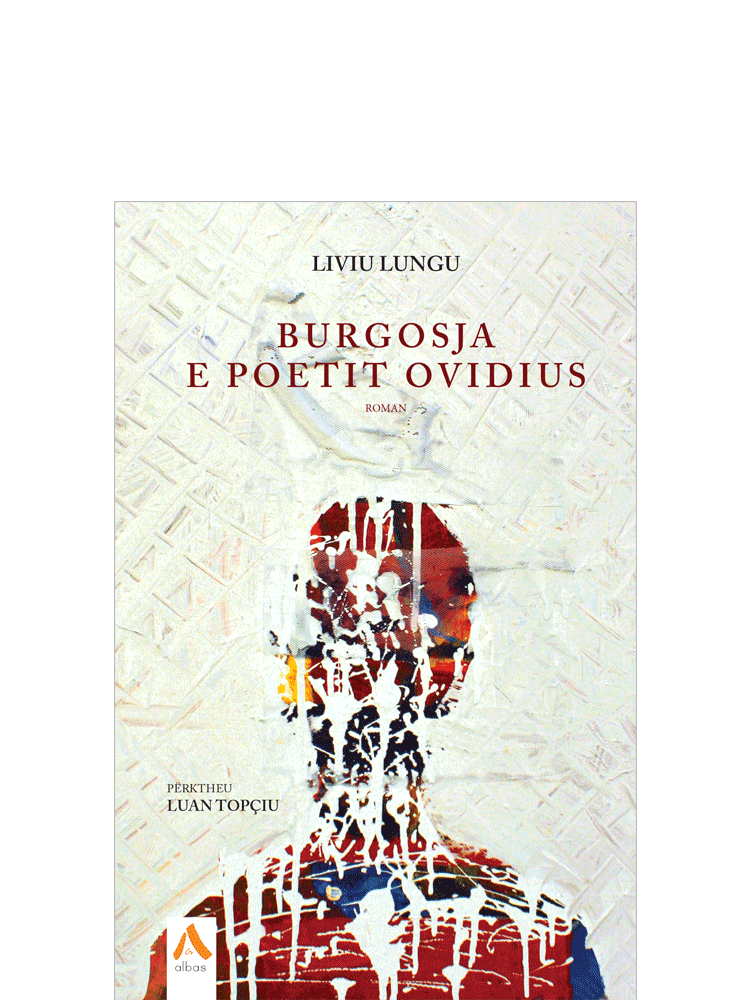 LIVIU LUNGU
BURGOSJA
E POETIT OVIDIUS
ROMAN
PËRKTHEU
LUAN TOPÇIU
albas